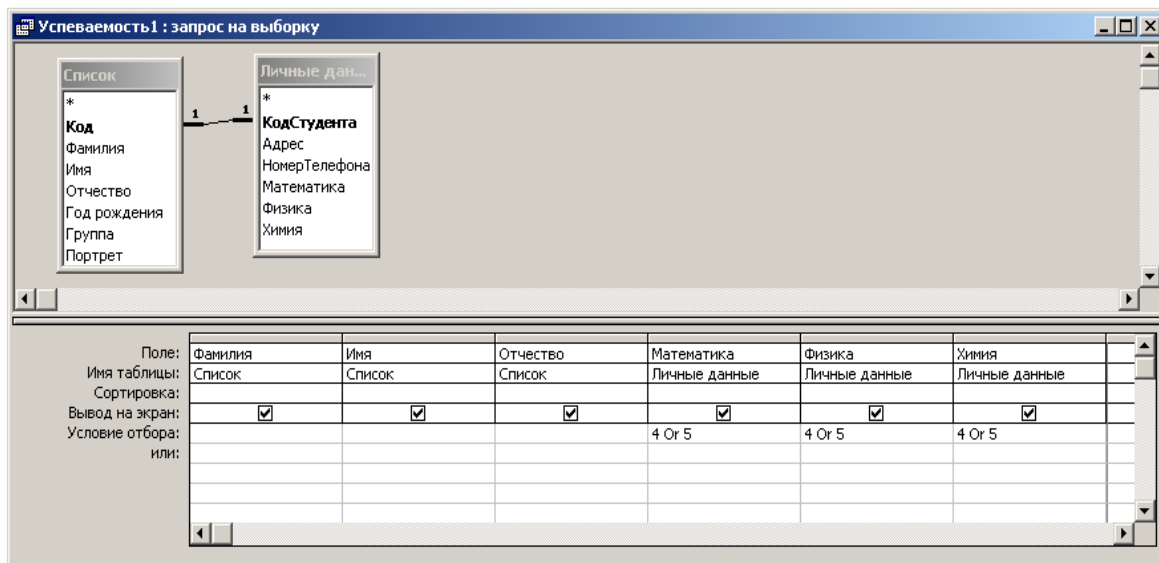 Успеваемость1 : запрос на выборку
Список
*
Код
Фамилия
Имя
Отчество
Год рождения
Группа
Портрет
1 1
Личные дан...
*
КодСтудента
Адрес
НомерТелефона
Математика
Физика
Химия
Поле: Фамилия Имя Отчество Математика Физика Химия
Имя таблицы: Список Список Список Личные данные Личные данные Личные данные
Сортировка:
Вывод на экран:
Условие отбора: 4 Or 5 4 Or 5 4 Or 5
или: